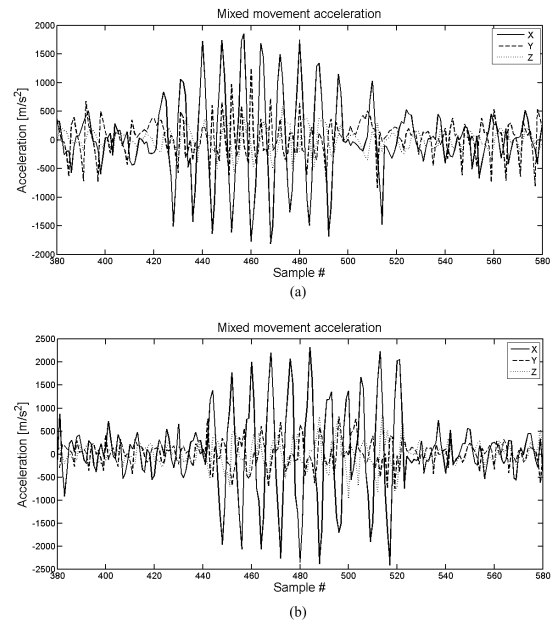 Mixed movement acceleration
2000
1500
1000
500
0
-500
-1000
-1500
-2000
Acceleration [m/s²]
X
Y
Z
380 400 420 440 460 480 500 520 540 560 580
Sample #
(a)
Mixed movement acceleration
2500
2000
1500
1000
500
0
-500
-1000
-1500
-2000
-2500
Acceleration [m/s²]
X
Y
Z
380 400 420 440 460 480 500 520 540 560 580
Sample #
(b)